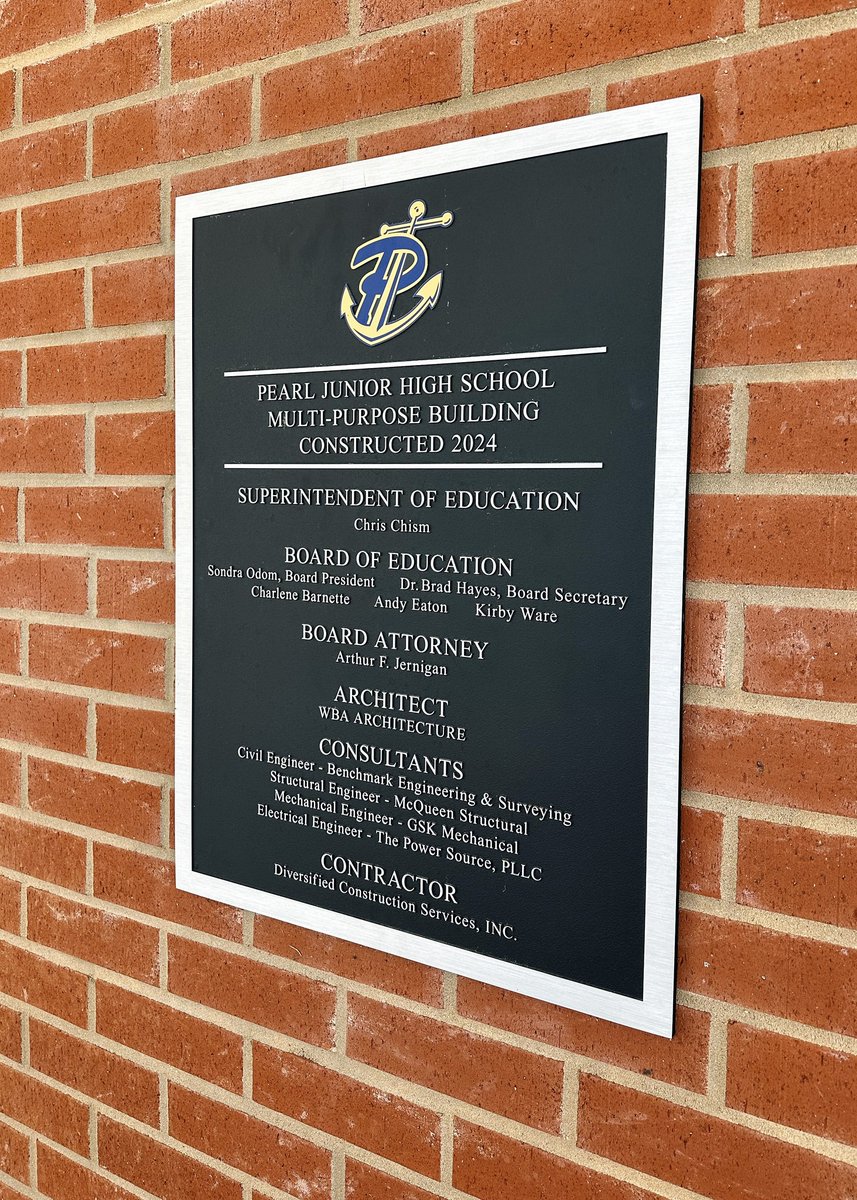 P
PEARL JUNIOR HIGH SCHOOL
MULTI-PURPOSE BUILDING
CONSTRUCTED 2024
SUPERINTENDENT OF EDUCATION
Chris Chism
BOARD OF EDUCATION
Sondra Odom, Board President Dr. Brad Hayes, Board Secretary
Charlene Barnette Andy Eaton Kirby Ware
BOARD ATTORNEY
Arthur F. Jernigan
ARCHITECT
WBA ARCHITECTURE
CONSULTANTS
Civil Engineer - Benchmark Engineering & Surveying
Structural Engineer - McQueen Structural
Mechanical Engineer - GSK Mechanical
Electrical Engineer - The Power Source, PLLC
CONTRACTOR
Diversified Construction Services, INC.